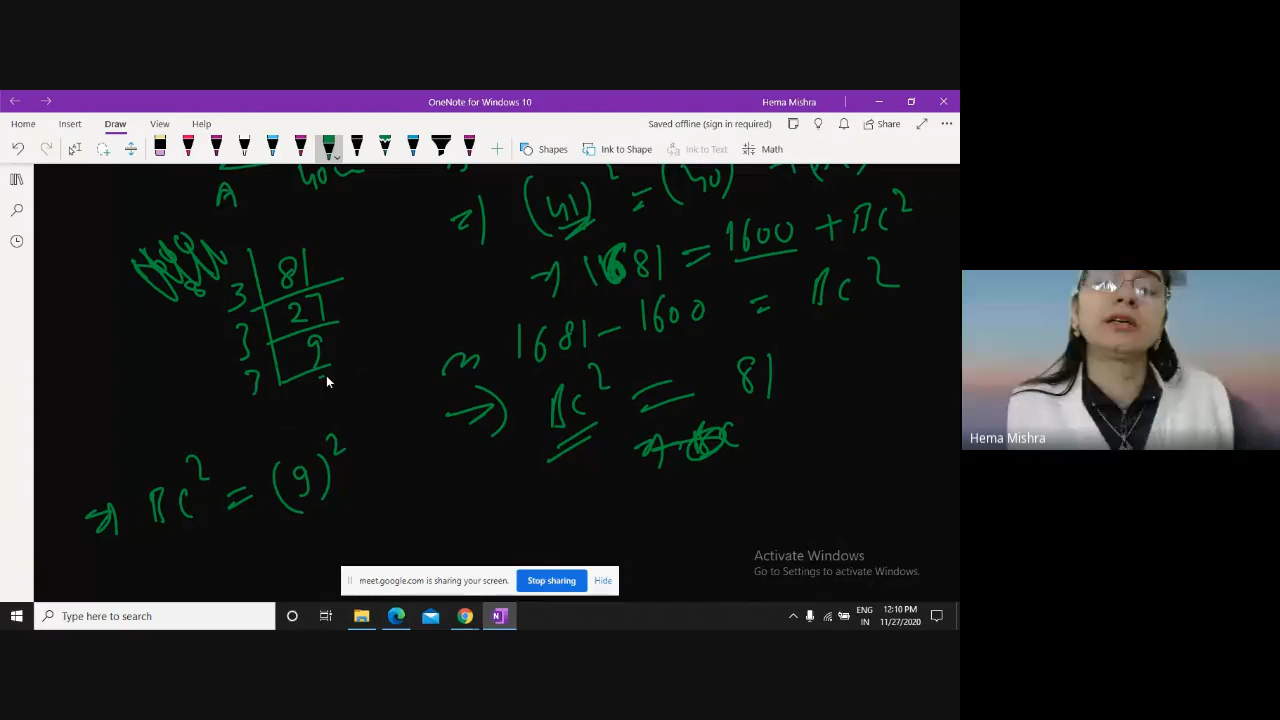 OneNote for Windows 10
Hema Mishra
Home Insert Draw View Help
Saved offline (sign in required)
Share
Shapes Ink to Shape Ink to Text Math
A 40
(41)² = (40)
⇒ 1681 = 1600 + BC²
1681 - 1600 = BC²
⇒ BC² = 81
3 | 81
3 | 27
3 | 9
⇒ BC² = (9)²
Hema Mishra
Activate Windows
Go to Settings to activate Windows.
meet.google.com is sharing your screen. Stop sharing Hide
Type here to search
ENG
IN
12:10 PM
11/27/2020